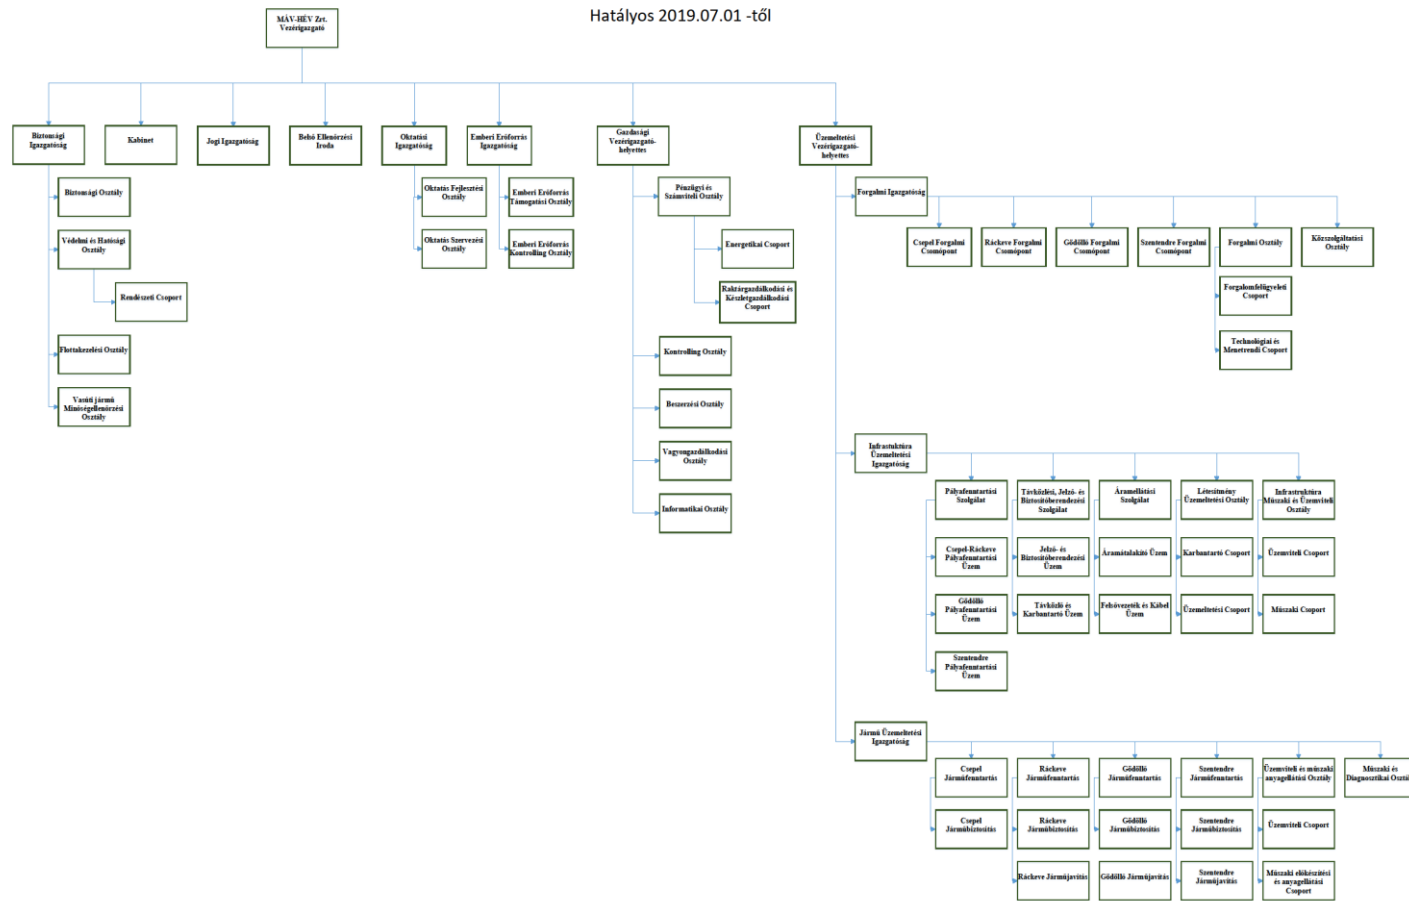 Hatályos 2019.07.01 -től
MÁV-HÉV Zrt.
Vezérigazgató
Biztonsági
Igazgatóság
Kabinet
Jogi Igazgatóság
Belső Ellenőrzési
Iroda
Oktatási
Igazgatóság
Emberi Erőforrás
Igazgatóság
Gazdasági
Vezérigazgató-
helyettes
Üzemeltetési
Vezérigazgató-
helyettes
Biztonsági Osztály
Védelmi és Hatósági
Osztály
Rendészeti Csoport
Flottakezelési Osztály
Vasúti jármű
Minőségellenőrzési
Osztály
Oktatás Fejlesztési
Osztály
Oktatás Szervezési
Osztály
Emberi Erőforrás
Támogatási Osztály
Emberi Erőforrás
Kontrolling Osztály
Pénzügyi és
Számviteli Osztály
Energetikai Csoport
Raktárgazdálkodási és
Készletgazdálkodási
Csoport
Kontrolling Osztály
Beszerzési Osztály
Vagyongazdálkodási
Osztály
Informatikai Osztály
Forgalmi Igazgatóság
Csepel Forgalmi
Csomópont
Ráckeve Forgalmi
Csomópont
Gödöllő Forgalmi
Csomópont
Szentendre Forgalmi
Csomópont
Forgalmi Osztály
Közszolgáltatási
Osztály
Forgalomfelügyeleti
Csoport
Technológiai és
Menetrendi Csoport
Infrastuktúra
Üzemeltetési
Igazgatóság
Pályafenntartási
Szolgálat
Távközlési, Jelző- és
Biztosítóberendezési
Szolgálat
Áramellátási
Szolgálat
Létesítmény
Üzemeltetési Osztály
Infrastruktúra
Műszaki és Üzemviteli
Osztály
Csepel-Ráckeve
Pályafenntartási
Üzem
Jelző- és
Biztosítóberendezési
Üzem
Áramátalakító Üzem
Karbantartó Csoport
Üzemviteli Csoport
Gödöllő
Pályafenntartási
Üzem
Távközlő és
Karbantartó Üzem
Felsővezeték és Kábel
Üzem
Üzemeltetési Csoport
Műszaki Csoport
Szentendre
Pályafenntartási
Üzem
Jármű Üzemeltetési
Igazgatóság
Csepel
Járműfenntartás
Ráckeve
Járműfenntartás
Gödöllő
Járműfenntartás
Szentendre
Járműfenntartás
Üzemviteli és műszaki
anyagellátási Osztály
Műszaki és
Diagnosztikai Osztál
Csepel
Járműbiztosítás
Ráckeve
Járműbiztosítás
Gödöllő
Járműbiztosítás
Szentendre
Járműbiztosítás
Üzemviteli Csoport
Ráckeve Járműjavítás
Gödöllő Járműjavítás
Szentendre
Járműjavítás
Műszaki előkészítési
és anyagellátási
Csoport